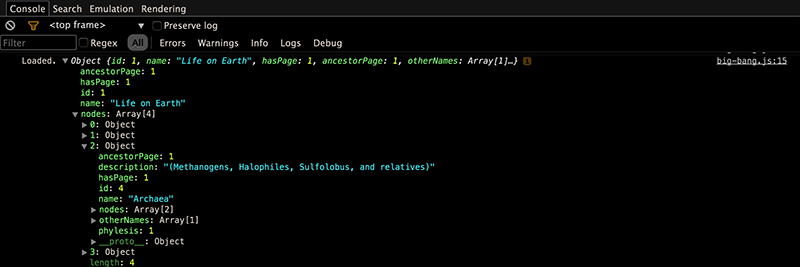 Console Search Emulation Rendering
<top frame> Preserve log
Filter Regex All Errors Warnings Info Logs Debug
Loaded. ▼Object {id: 1, name: "Life on Earth", hasPage: 1, ancestorPage: 1, otherNames: Array[1]…} i big-bang.js:15
ancestorPage: 1
hasPage: 1
id: 1
name: "Life on Earth"
▼nodes: Array[4]
▶0: Object
▶1: Object
▼2: Object
ancestorPage: 1
description: "(Methanogens, Halophiles, Sulfolobus, and relatives)"
hasPage: 1
id: 4
name: "Archaea"
▶nodes: Array[2]
▶otherNames: Array[1]
phylesis: 1
▶__proto__: Object
▶3: Object
length: 4